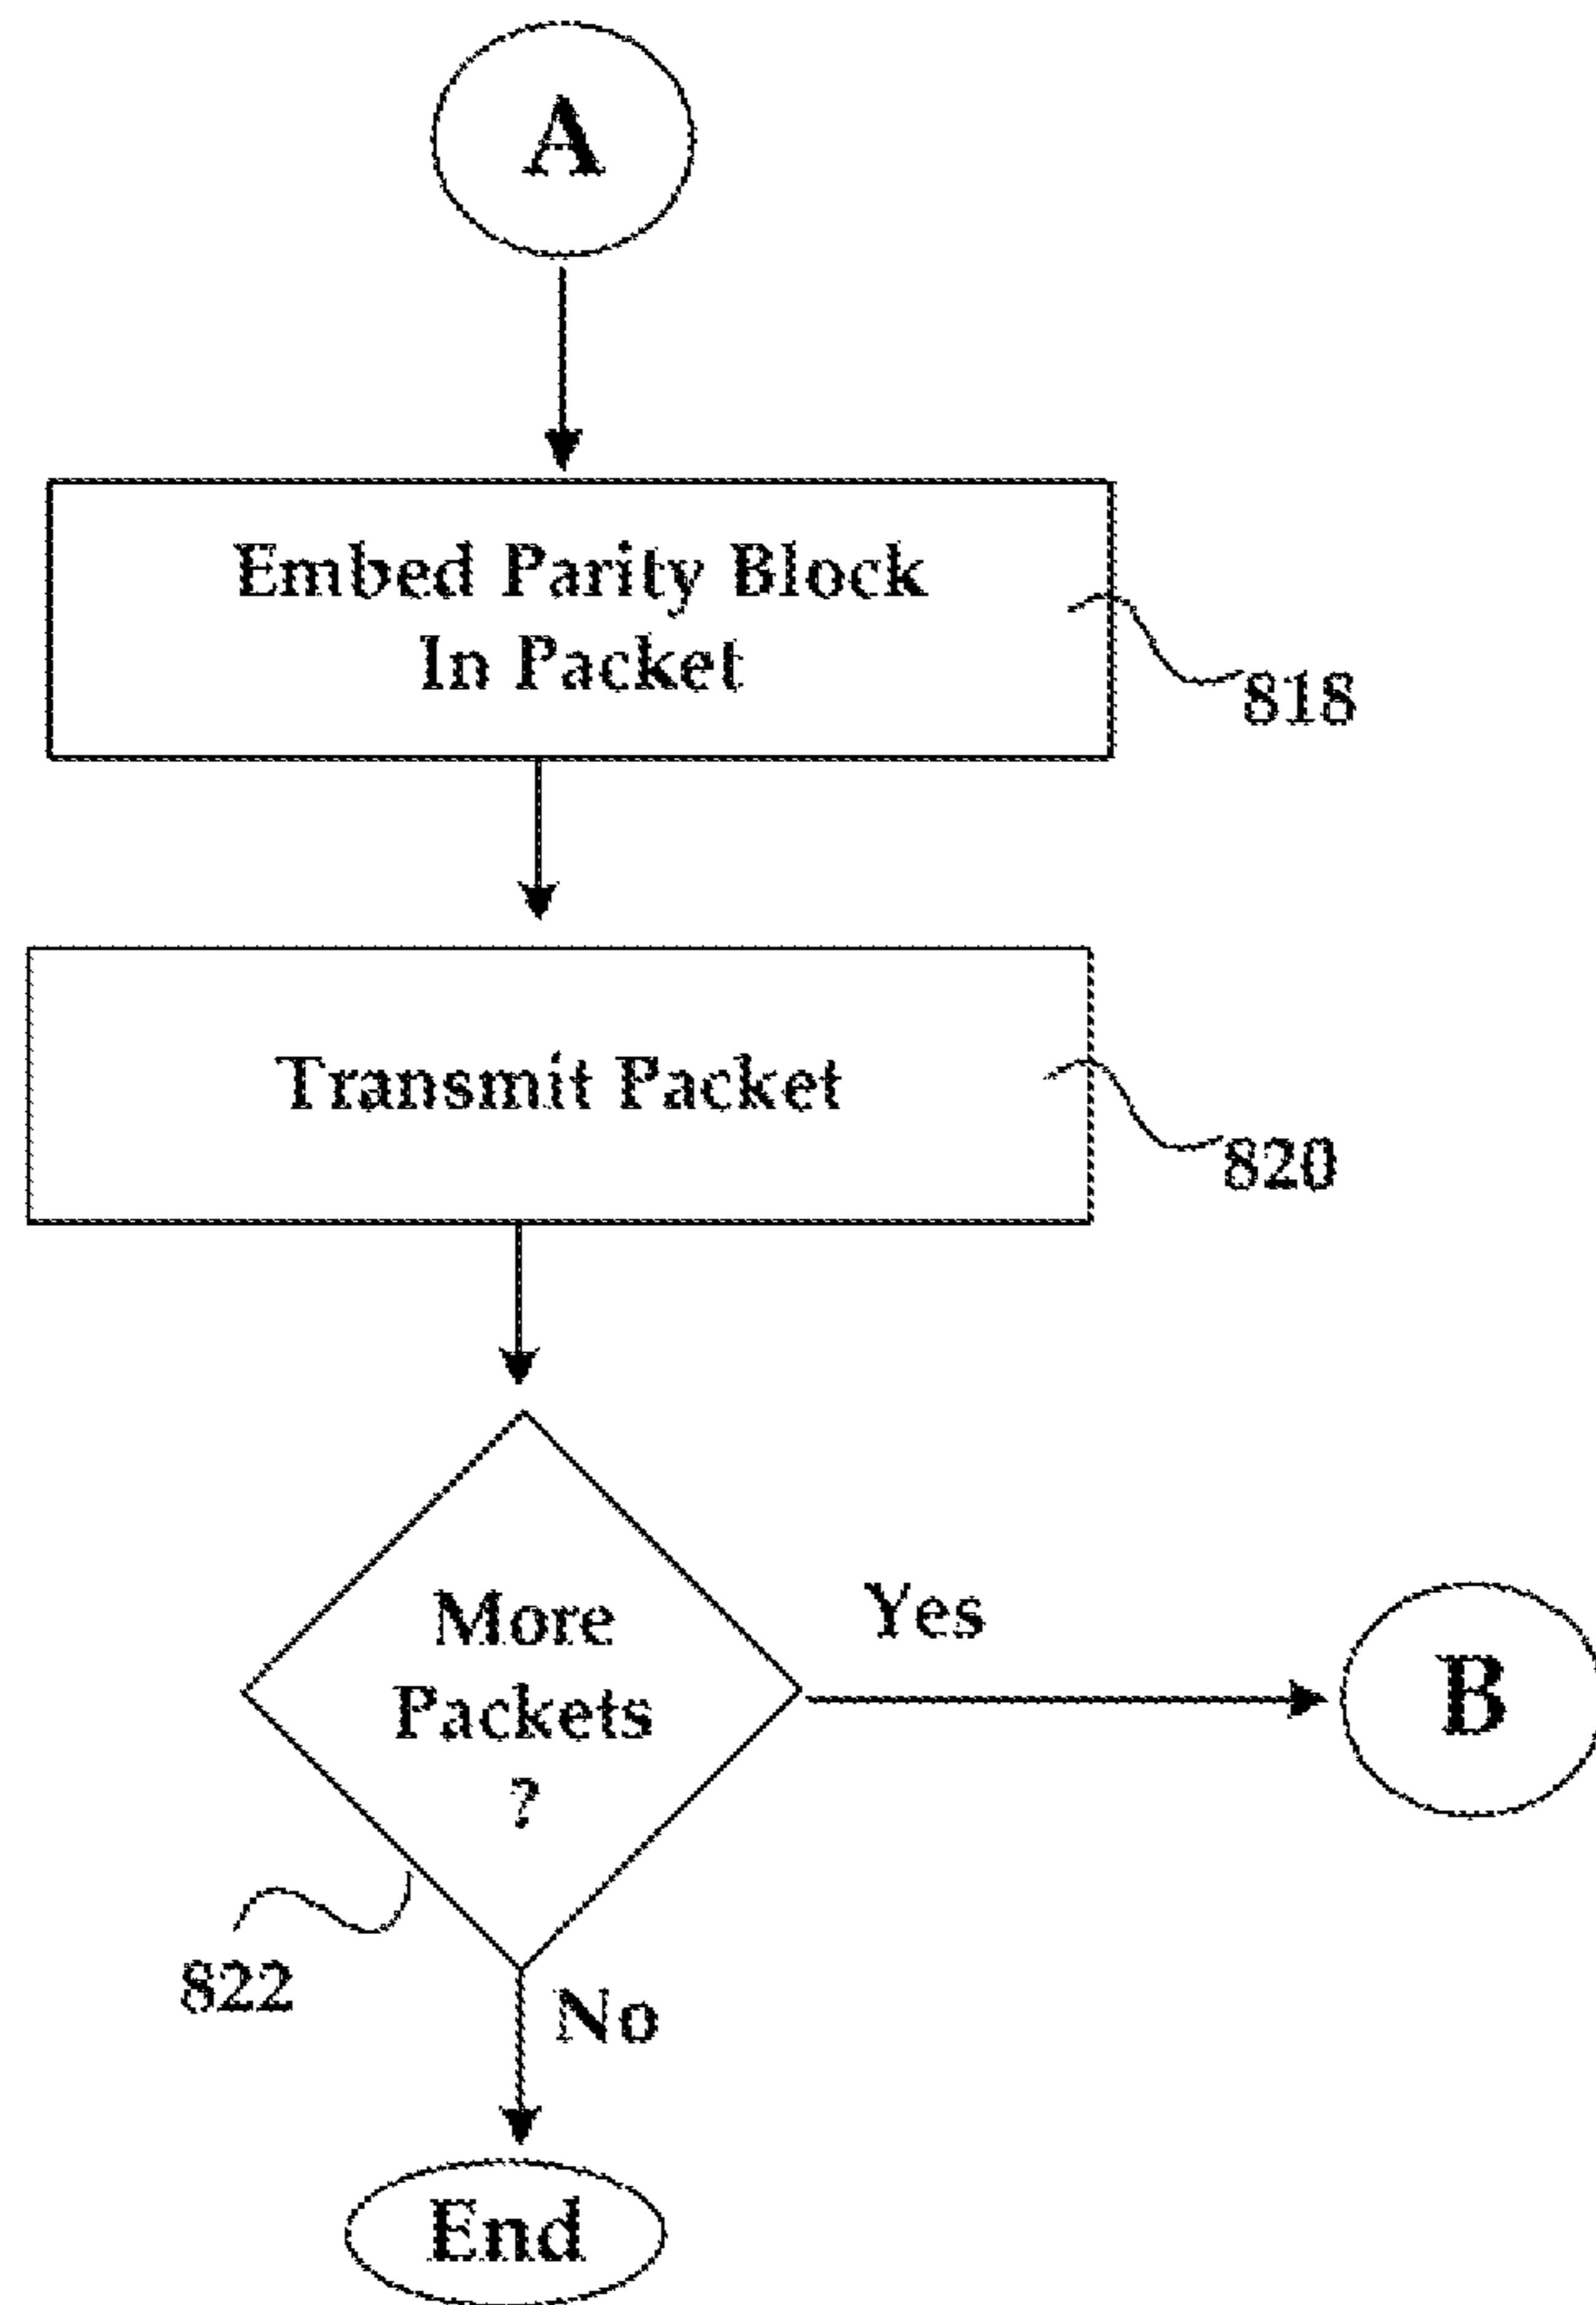 A
Embed Parity Block
In Packet
818
Transmit Packet
820
More
Packets
?
Yes
B
822
No
End